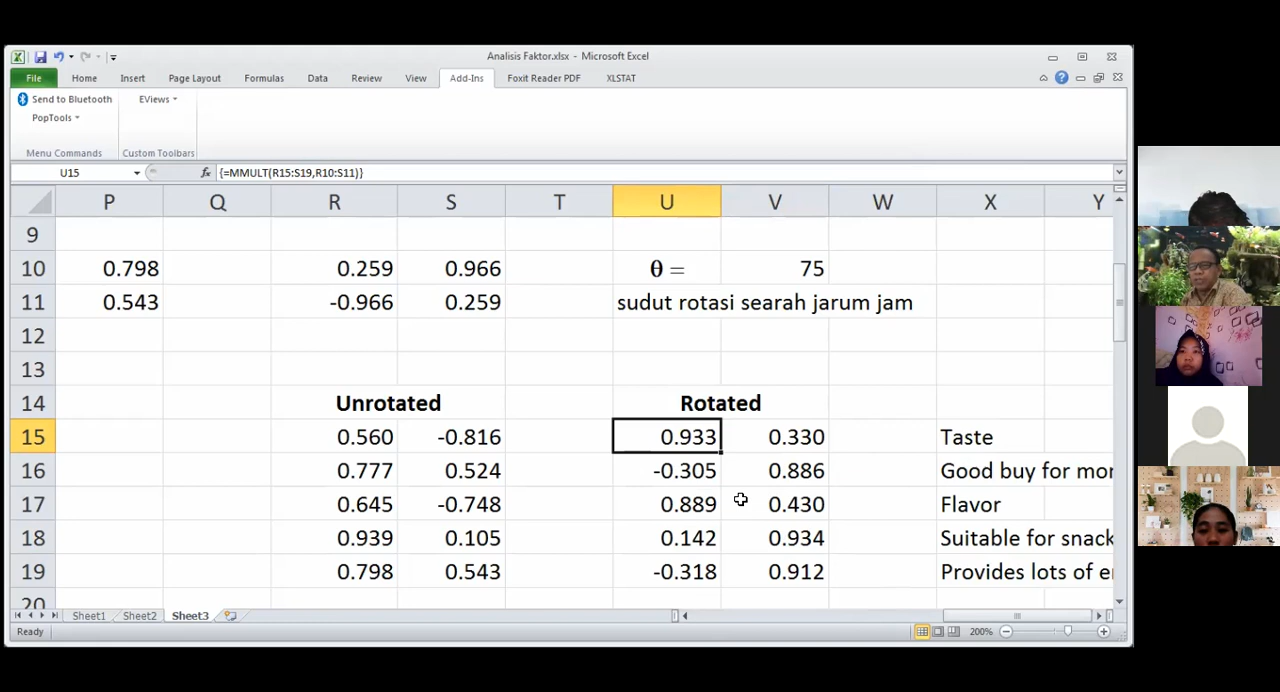 Analisis Faktor.xlsx - Microsoft Excel
File Home Insert Page Layout Formulas Data Review View Add-Ins Foxit Reader PDF XLSTAT
Send to Bluetooth EViews
PopTools
Menu Commands Custom Toolbars
U15 fx {=MMULT(R15:S19,R10:S11)}
P Q R S T U V W X Y
9
10 0.798 0.259 0.966 θ = 75
11 0.543 -0.966 0.259 sudut rotasi searah jarum jam
12
13
14 Unrotated Rotated
15 0.560 -0.816 0.933 0.330 Taste
16 0.777 0.524 -0.305 0.886 Good buy for mon
17 0.645 -0.748 0.889 0.430 Flavor
18 0.939 0.105 0.142 0.934 Suitable for snack
19 0.798 0.543 -0.318 0.912 Provides lots of e
20
Sheet1 Sheet2 Sheet3
Ready 200%